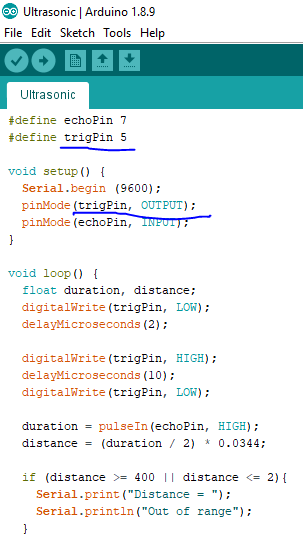 Ultrasonic | Arduino 1.8.9
File Edit Sketch Tools Help
Ultrasonic
#define echoPin 7
#define trigPin 5
void setup() {
Serial.begin (9600);
pinMode(trigPin, OUTPUT);
pinMode(echoPin, INPUT);
}
void loop() {
float duration, distance;
digitalWrite(trigPin, LOW);
delayMicroseconds(2);
digitalWrite(trigPin, HIGH);
delayMicroseconds(10);
digitalWrite(trigPin, LOW);
duration = pulseIn(echoPin, HIGH);
distance = (duration / 2) * 0.0344;
if (distance >= 400 || distance <= 2){
Serial.print("Distance = ");
Serial.println("Out of range");
}